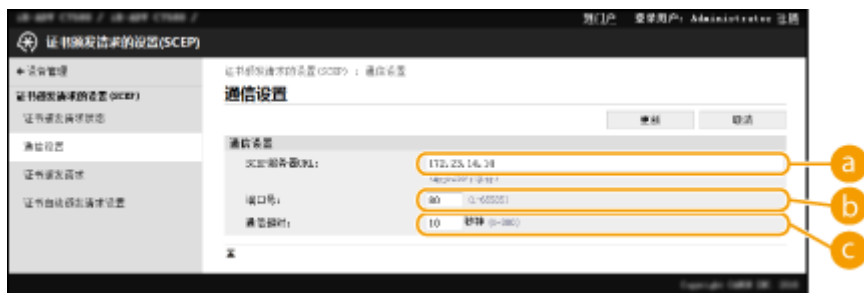 到门户 登录用户: Administrator 注销
证书颁发请求的设置(SCEP)
设备管理
证书颁发请求的设置(SCEP) : 通信设置
证书颁发请求的设置(SCEP)
通信设置
证书颁发请求状态
更新 取消
通信设置
通信设置
SCEP服务器URL:
172.23.14.14
a
证书颁发请求
端口号:
80 (1-65535)
b
证书自动颁发请求设置
通信超时:
10 秒钟 (5-300)
c